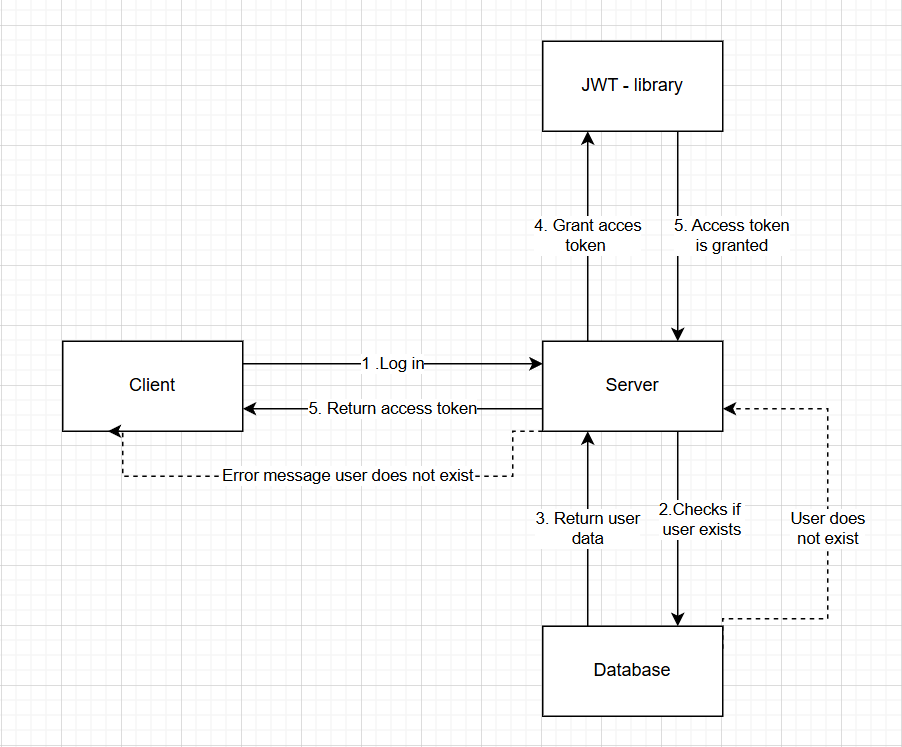 JWT - library
4. Grant acces
token
5. Access token
is granted
Client
1 .Log in
Server
5. Return access token
Error message user does not exist
3. Return user
data
2.Checks if
user exists
User does
not exist
Database